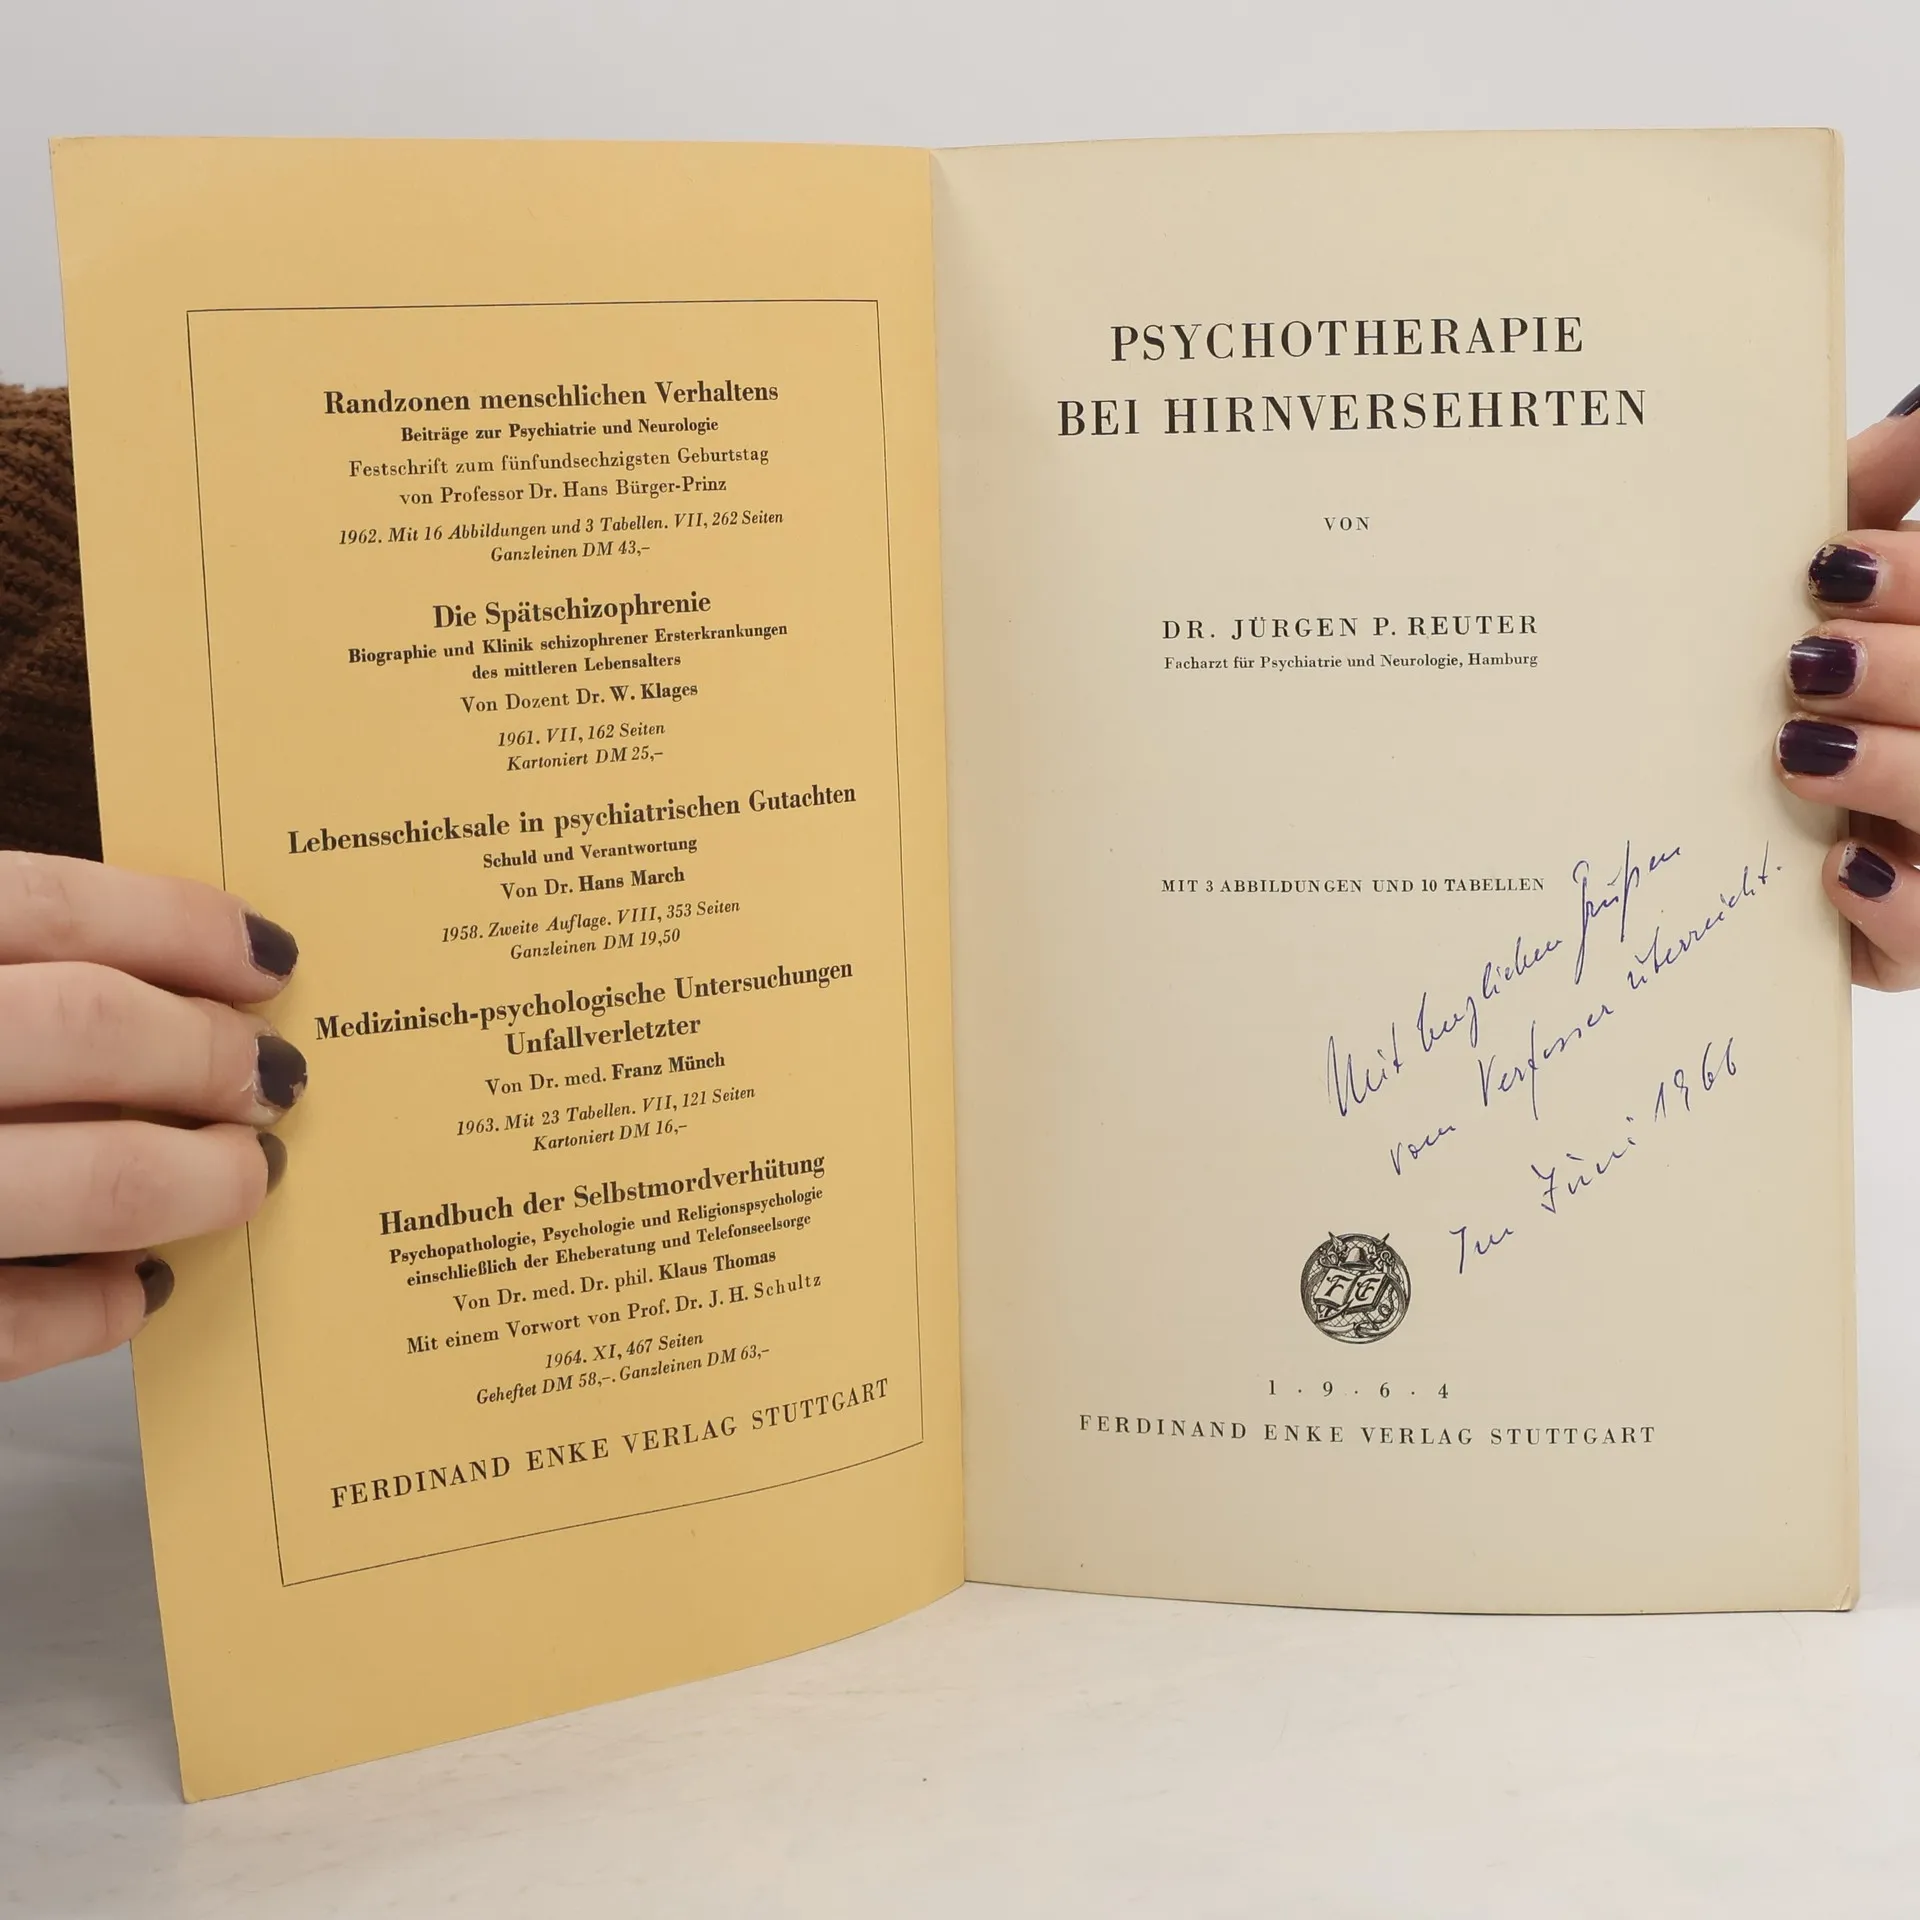 Randzonen menschlichen Verhaltens
Beiträge zur Psychiatrie und Neurologie
Festschrift zum fünfundsechzigsten Geburtstag
von Professor Dr. Hans Bürger-Prinz
1962. Mit 16 Abbildungen und 3 Tabellen. VII, 262 Seiten
Ganzleinen DM 43,–
Die Spätschizophrenie
Biographie und Klinik schizophrener Ersterkrankungen
des mittleren Lebensalters
Von Dozent Dr. W. Klages
1961. VII, 162 Seiten
Kartoniert DM 25,–
Lebensschicksale in psychiatrischen Gutachten
Schuld und Verantwortung
Von Dr. Hans March
1958. Zweite Auflage. VIII, 353 Seiten
Ganzleinen DM 19,50
Medizinisch-psychologische Untersuchungen
Unfallverletzter
Von Dr. med. Franz Münch
1963. Mit 23 Tabellen. VII, 121 Seiten
Kartoniert DM 16,–
Handbuch der Selbstmordverhütung
Psychopathologie, Psychologie und Religionspsychologie
einschließlich der Eheberatung und Telefonseelsorge
Von Dr. med. Dr. phil. Klaus Thomas
Mit einem Vorwort von Prof. Dr. J. H. Schultz
1964. XI, 467 Seiten
Geheftet DM 58,–. Ganzleinen DM 63,–
FERDINAND ENKE VERLAG STUTTGART
PSYCHOTHERAPIE
BEI HIRNVERSEHRTEN
VON
DR. JÜRGEN P. REUTER
Facharzt für Psychiatrie und Neurologie, Hamburg
MIT 3 ABBILDUNGEN UND 10 TABELLEN
Mit herzlichen Grüßen
vom Verfasser überreicht.
Im Juni 1966
F E
1 . 9 . 6 . 4
FERDINAND ENKE VERLAG STUTTGART